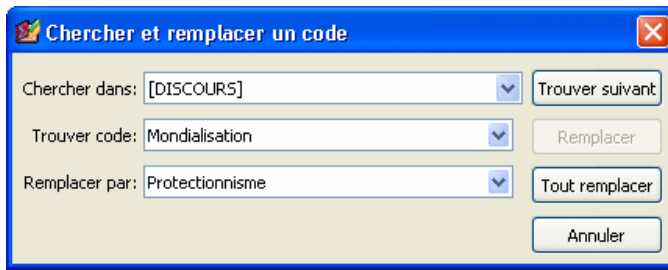 Chercher et remplacer un code
Chercher dans: [DISCOURS] Trouver suivant
Trouver code: Mondialisation Remplacer
Remplacer par: Protectionnisme Tout remplacer
Annuler